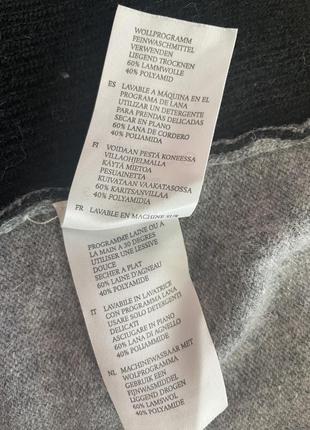 WOLLPROGRAMM
FEINWASCHMITTEL
VERWENDEN
LIEGEND TROCKNEN
60% LAMMWOLLE
40% POLYAMID
ES LAVABLE A MÁQUINA EN EL
PROGRAMA DE LANA
UTILIZAR UN DETERGENTE
PARA PRENDAS DELICADAS
SECAR EN PLANO
60% LANA DE CORDERO
40% POLIAMIDA
FI VOIDAAN PESTÄ KONEESSA
VILLAOHJELMALLA
KÄYTÄ MIETOA
PESUAINETTA
KUIVATAAN VAAKATASOSSA
60% KARITSANVILLAA
40% POLYAMIDIA
FR LAVABLE EN MACHINE SUR
PROGRAMME LAINE OU À
LA MAIN A 30 DEGRES
UTILISER UNE LESSIVE
DOUCE
SECHER A PLAT
60% LAINE D'AGNEAU
40% POLYAMIDE
IT LAVABILE IN LAVATRICE
CON PROGRAMMA LANA
USARE SOLO DETERGENTI
DELICATI
ASCIUGARE IN PIANO
60% LANA DI AGNELLO
40% POLIAMMIDE
NL MACHINEWASBAAR MET
WOLPROGRAMMA
GEBRUIK EEN
FIJNWASMIDDEL
LIGGEND DROGEN
60% LAMSWOL
40% POLYAMIDE